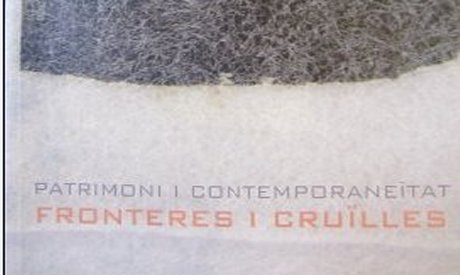 PATRIMONI I CONTEMPORANEÏTAT
FRONTERES I CRUÏLLES